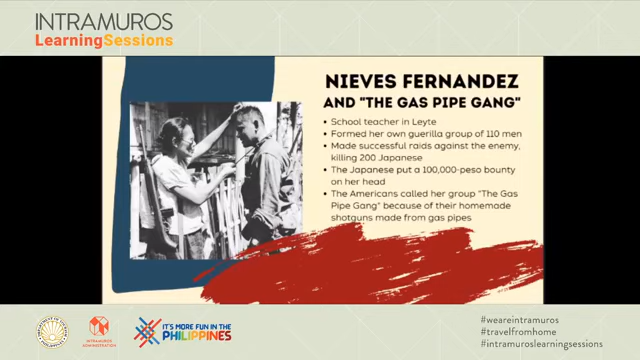 INTRAMUROS
LearningSessions
NIEVES FERNANDEZ
AND "THE GAS PIPE GANG"
• School teacher in Leyte
• Formed her own guerilla group of 110 men
• Made successful raids against the enemy,
killing 200 Japanese
• The Japanese put a 100,000-peso bounty
on her head
• The Americans called her group "The Gas
Pipe Gang" because of their homemade
shotguns made from gas pipes
INTRAMUROS
ADMINISTRATION
IT'S MORE FUN IN THE
PHILIPPINES
#weareintramuros
#travelfromhome
#intramuroslearningsessions